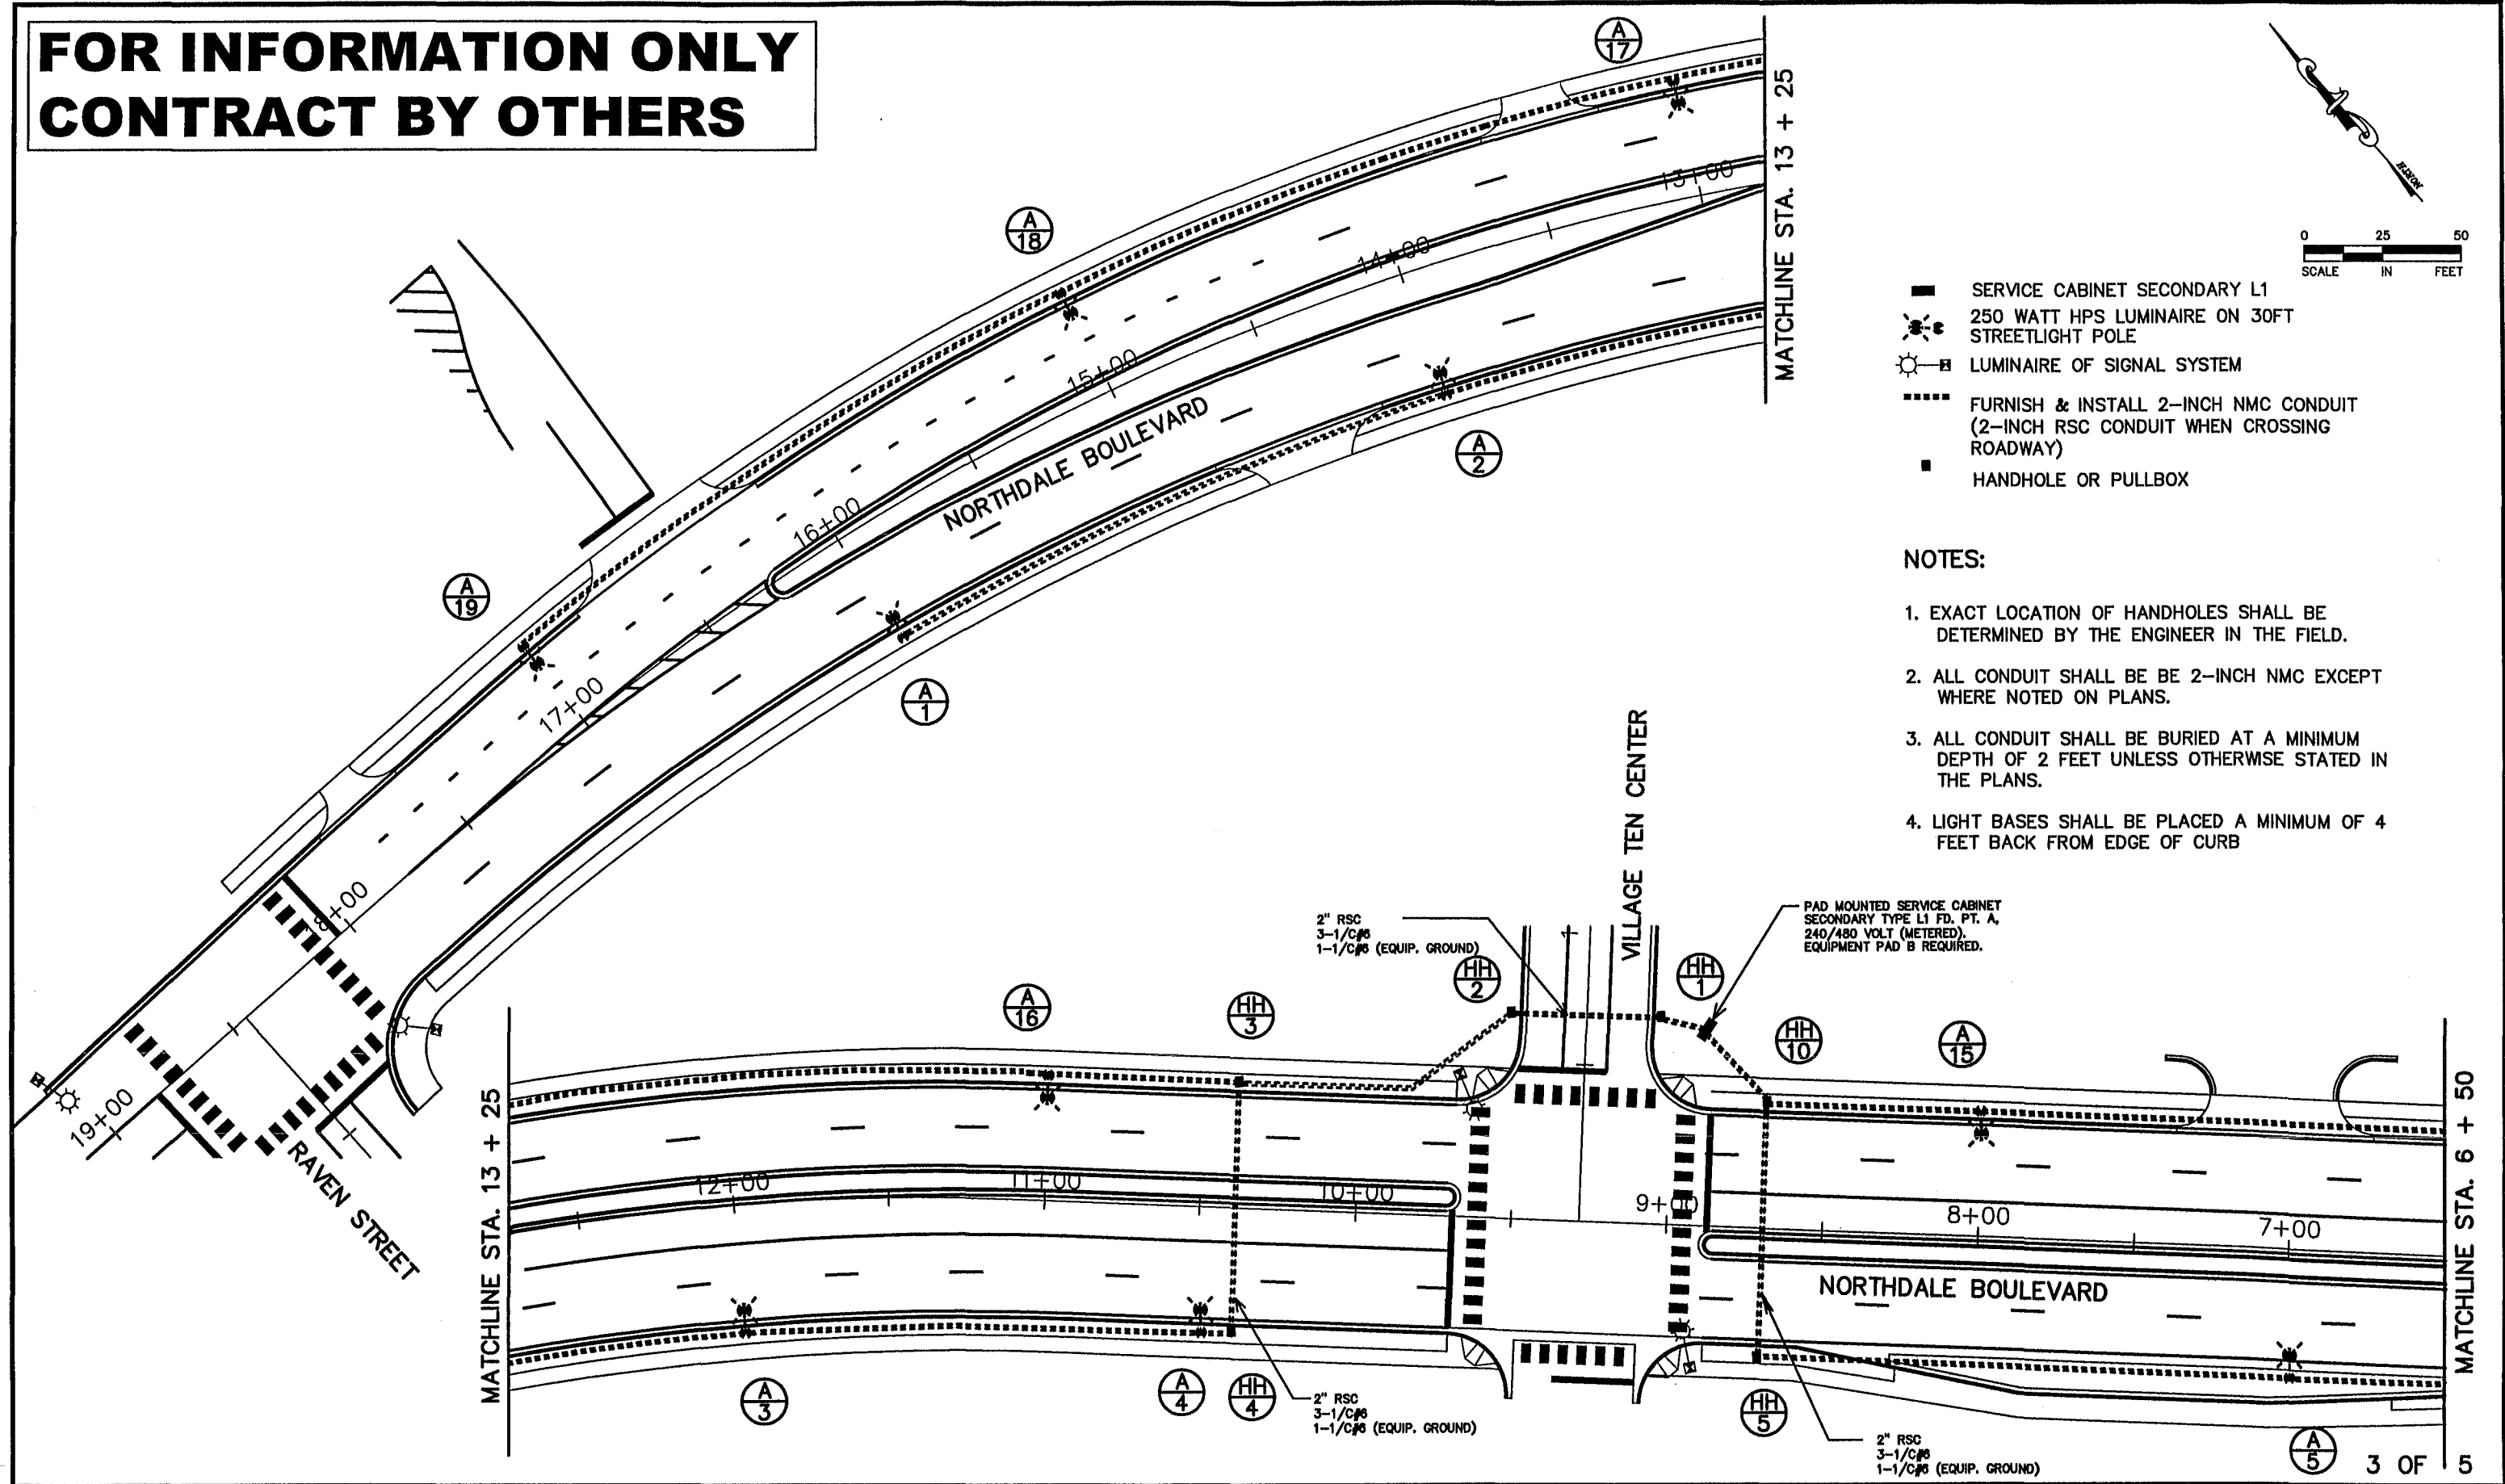 FOR INFORMATION ONLY
CONTRACT BY OTHERS
A
17
MATCHLINE STA. 13 + 25
NORTH
0 25 50
SCALE IN FEET
SERVICE CABINET SECONDARY L1
250 WATT HPS LUMINAIRE ON 30FT
STREETLIGHT POLE
LUMINAIRE OF SIGNAL SYSTEM
FURNISH & INSTALL 2-INCH NMC CONDUIT
(2-INCH RSC CONDUIT WHEN CROSSING
ROADWAY)
HANDHOLE OR PULLBOX
NOTES:
1. EXACT LOCATION OF HANDHOLES SHALL BE
DETERMINED BY THE ENGINEER IN THE FIELD.
2. ALL CONDUIT SHALL BE BE 2-INCH NMC EXCEPT
WHERE NOTED ON PLANS.
3. ALL CONDUIT SHALL BE BURIED AT A MINIMUM
DEPTH OF 2 FEET UNLESS OTHERWISE STATED IN
THE PLANS.
4. LIGHT BASES SHALL BE PLACED A MINIMUM OF 4
FEET BACK FROM EDGE OF CURB
13+00
14+00
15+00
16+00
17+00
18+00
19+00
A
18
A
2
NORTHDALE BOULEVARD
A
19
A
1
RAVEN STREET
VILLAGE TEN CENTER
2" RSC
3-1/C#6
1-1/C#6 (EQUIP. GROUND)
PAD MOUNTED SERVICE CABINET
SECONDARY TYPE L1 FD. PT. A,
240/480 VOLT (METERED).
EQUIPMENT PAD B REQUIRED.
HH
2
HH
1
A
16
HH
3
HH
10
A
15
MATCHLINE STA. 13 + 25
12+00
11+00
10+00
9+00
8+00
7+00
NORTHDALE BOULEVARD
MATCHLINE STA. 6 + 50
A
3
A
4
HH
4
2" RSC
3-1/C#6
1-1/C#6 (EQUIP. GROUND)
HH
5
2" RSC
3-1/C#6
1-1/C#6 (EQUIP. GROUND)
A
5
3 OF 5